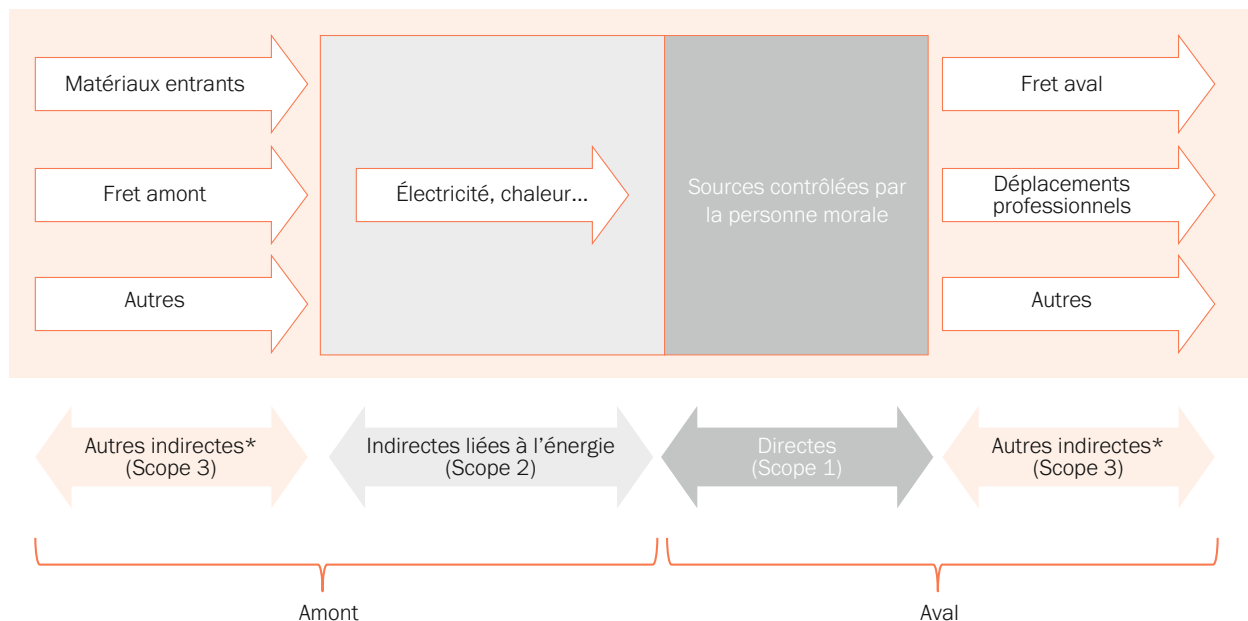 Matériaux entrants
Fret amont
Autres
Électricité, chaleur...
Sources contrôlées par
la personne morale
Fret aval
Déplacements
professionnels
Autres
Autres indirectes*
(Scope 3)
Indirectes liées à l'énergie
(Scope 2)
Directes
(Scope 1)
Autres indirectes*
(Scope 3)
Amont
Aval